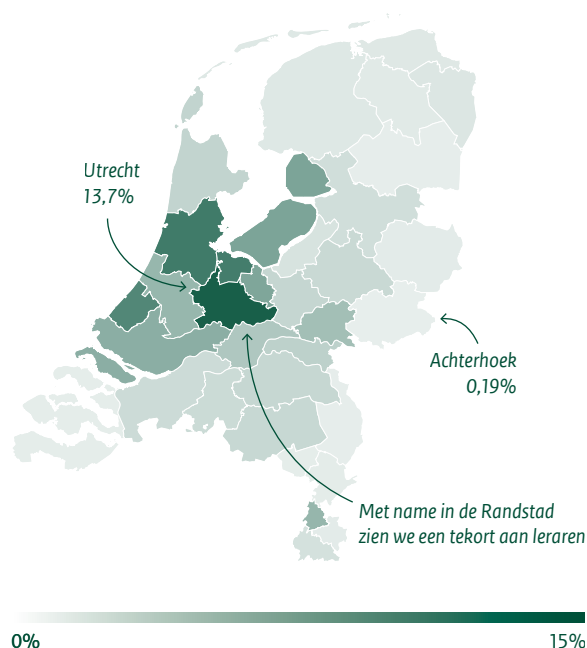 Utrecht
13,7%
Achterhoek
0,19%
Met name in de Randstad
zien we een tekort aan leraren
0%
15%